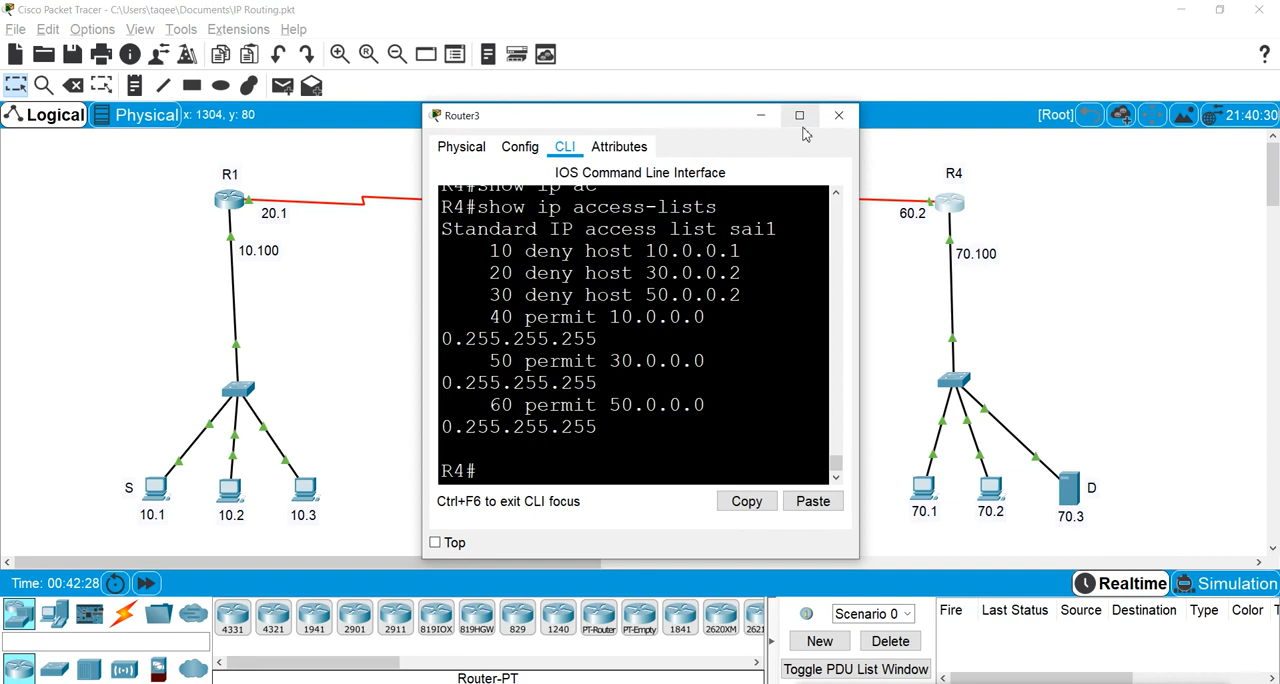 Cisco Packet Tracer - C:\Users\taqee\Documents\IP Routing.pkt
File Edit Options View Tools Extensions Help
?
Logical Physical x: 1304, y: 80
[Root] 21:40:30
Router3
Physical Config CLI Attributes
IOS Command Line Interface
R4#show ip ac
R4#show ip access-lists
Standard IP access list sai1
10 deny host 10.0.0.1
20 deny host 30.0.0.2
30 deny host 50.0.0.2
40 permit 10.0.0.0
0.255.255.255
50 permit 30.0.0.0
0.255.255.255
60 permit 50.0.0.0
0.255.255.255
R4#
Ctrl+F6 to exit CLI focus
Copy Paste
Top
R1
20.1
10.100
S
10.1 10.2 10.3
R4
60.2
70.100
D
70.1 70.2 70.3
Time: 00:42:28
Realtime Simulation
4331 4321 1941 2901 2911 819IOX 819HGW 829 1240 PT-Router PT-Empty 1841 2620XM 2621
Router-PT
Scenario 0
New Delete
Toggle PDU List Window
Fire Last Status Source Destination Type Color T